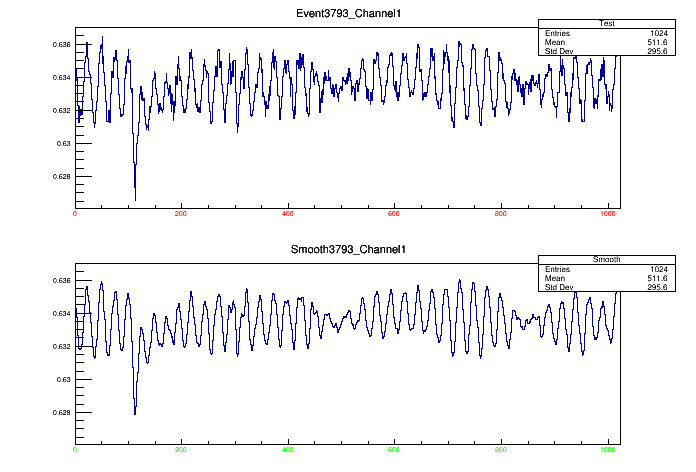 Event3793_Channel1
Test
Entries 1024
Mean 511.6
Std Dev 295.6
0.636
0.634
0.632
0.63
0.628
0 200 400 600 800 1000
Smooth3793_Channel1
Smooth
Entries 1024
Mean 511.6
Std Dev 295.6
0.636
0.634
0.632
0.63
0.628
0 200 400 600 800 1000